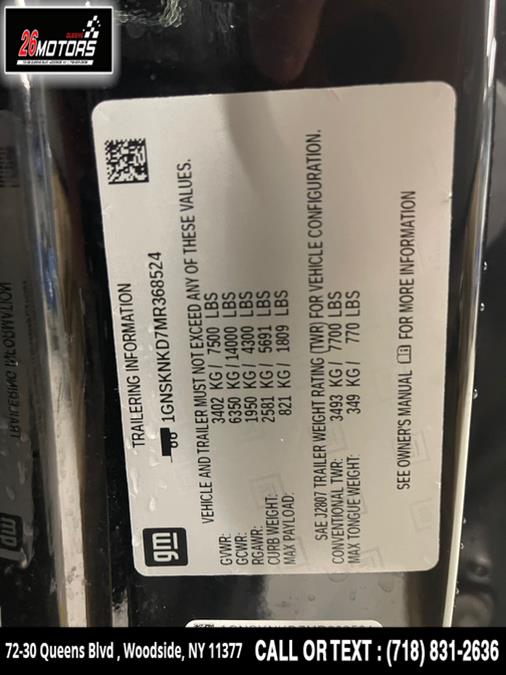 QUEENS
26MOTORS
TRAILERING INFORMATION
1GNSKNKD7MR368524
VEHICLE AND TRAILER MUST NOT EXCEED ANY OF THESE VALUES.
GVWR: 3402 KG / 7500 LBS
GCWR: 6350 KG / 14000 LBS
RGAWR: 1950 KG / 4300 LBS
CURB WEIGHT: 2581 KG / 5691 LBS
MAX PAYLOAD: 821 KG / 1809 LBS
SAE J2807 TRAILER WEIGHT RATING (TWR) FOR VEHICLE CONFIGURATION.
CONVENTIONAL TWR: 3493 KG / 7700 LBS
MAX TONGUE WEIGHT: 349 KG / 770 LBS
SEE OWNER'S MANUAL FOR MORE INFORMATION
gm
72-30 Queens Blvd , Woodside, NY 11377 CALL OR TEXT : (718) 831-2636